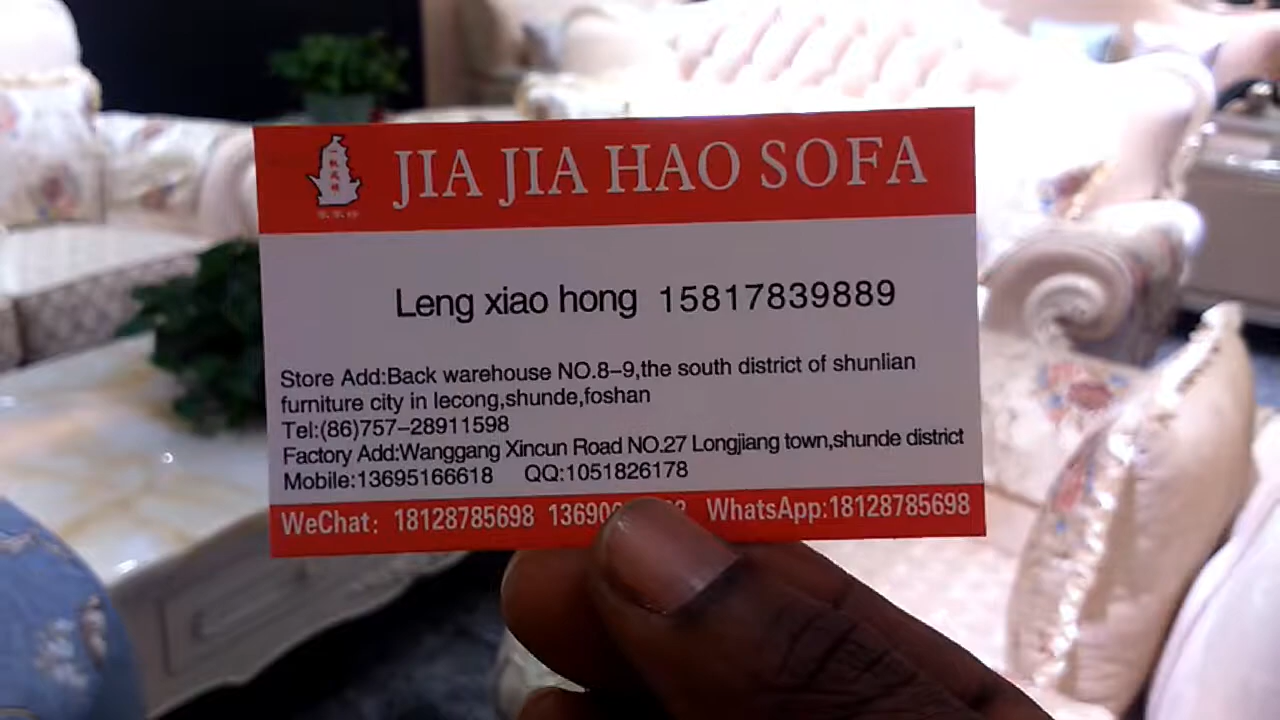 JIA JIA HAO SOFA
Leng xiao hong 15817839889
Store Add:Back warehouse NO.8-9,the south district of shunlian
furniture city in lecong,shunde,foshan
Tel:(86)757-28911598
Factory Add:Wanggang Xincun Road NO.27 Longjiang town,shunde district
Mobile:13695166618 QQ:1051826178
WeChat: 18128785698 WhatsApp:18128785698